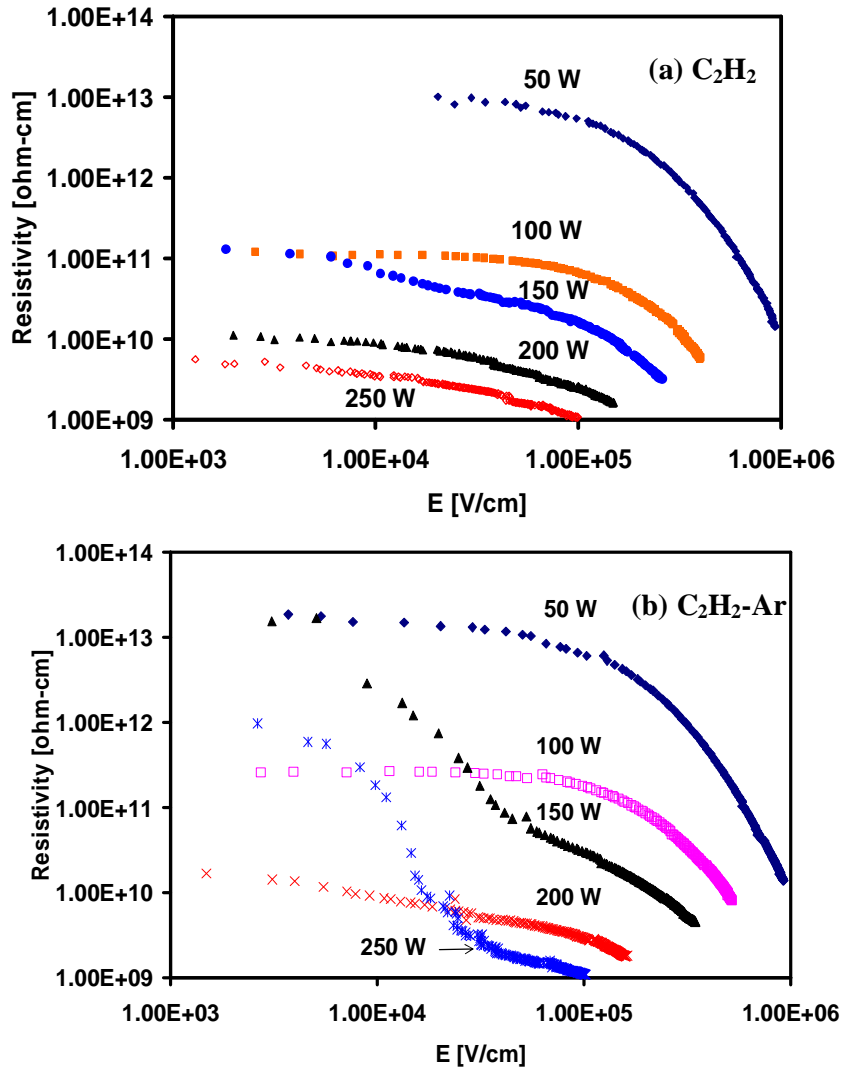 1.00E+14
(a) C₂H₂
50 W
1.00E+13
1.00E+12
Resistivity [ohm-cm]
100 W
1.00E+11
150 W
1.00E+10
200 W
250 W
1.00E+09
1.00E+03 1.00E+04 1.00E+05 1.00E+06
E [V/cm]
1.00E+14
50 W (b) C₂H₂-Ar
1.00E+13
1.00E+12
Resistivity [ohm-cm]
100 W
1.00E+11
150 W
1.00E+10
200 W
250 W
1.00E+09
1.00E+03 1.00E+04 1.00E+05 1.00E+06
E [V/cm]